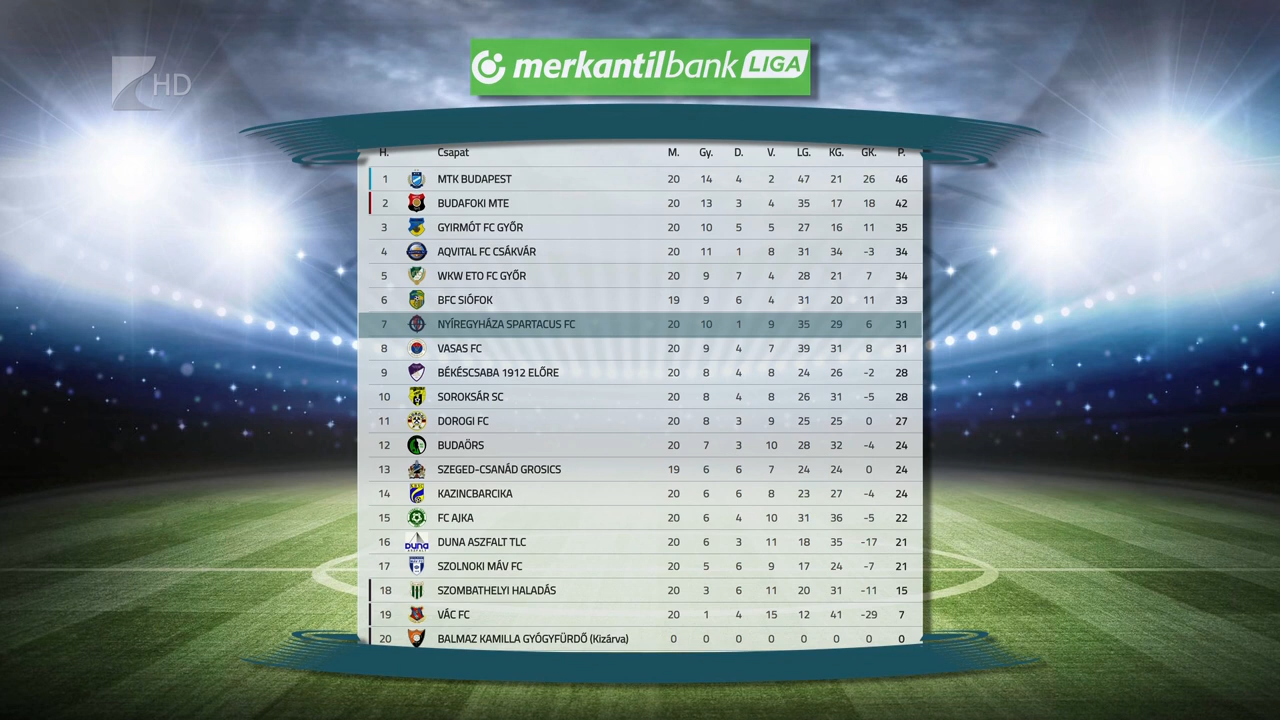 merkantilbank LIGA
HD
H. Csapat M. Gy. D. V. LG. KG. GK. P.
1 MTK BUDAPEST 20 14 4 2 47 21 26 46
2 BUDAFOKI MTE 20 13 3 4 35 17 18 42
3 GYIRMÓT FC GYŐR 20 10 5 5 27 16 11 35
4 AQVITAL FC CSÁKVÁR 20 11 1 8 31 34 -3 34
5 WKW ETO FC GYŐR 20 9 7 4 28 21 7 34
6 BFC SIÓFOK 19 9 6 4 31 20 11 33
7 NYÍREGYHÁZA SPARTACUS FC 20 10 1 9 35 29 6 31
8 VASAS FC 20 9 4 7 39 31 8 31
9 BÉKÉSCSABA 1912 ELŐRE 20 8 4 8 24 26 -2 28
10 SOROKSÁR SC 20 8 4 8 26 31 -5 28
11 DOROGI FC 20 8 3 9 25 25 0 27
12 BUDAÖRS 20 7 3 10 28 32 -4 24
13 SZEGED-CSANÁD GROSICS 19 6 6 7 24 24 0 24
14 KAZINCBARCIKA 20 6 6 8 23 27 -4 24
15 FC AJKA 20 6 4 10 31 36 -5 22
16 DUNA ASZFALT TLC 20 6 3 11 18 35 -17 21
17 SZOLNOKI MÁV FC 20 5 6 9 17 24 -7 21
18 SZOMBATHELYI HALADÁS 20 3 6 11 20 31 -11 15
19 VÁC FC 20 1 4 15 12 41 -29 7
20 BALMAZ KAMILLA GYÓGYFÜRDŐ (Kizárva) 0 0 0 0 0 0 0 0